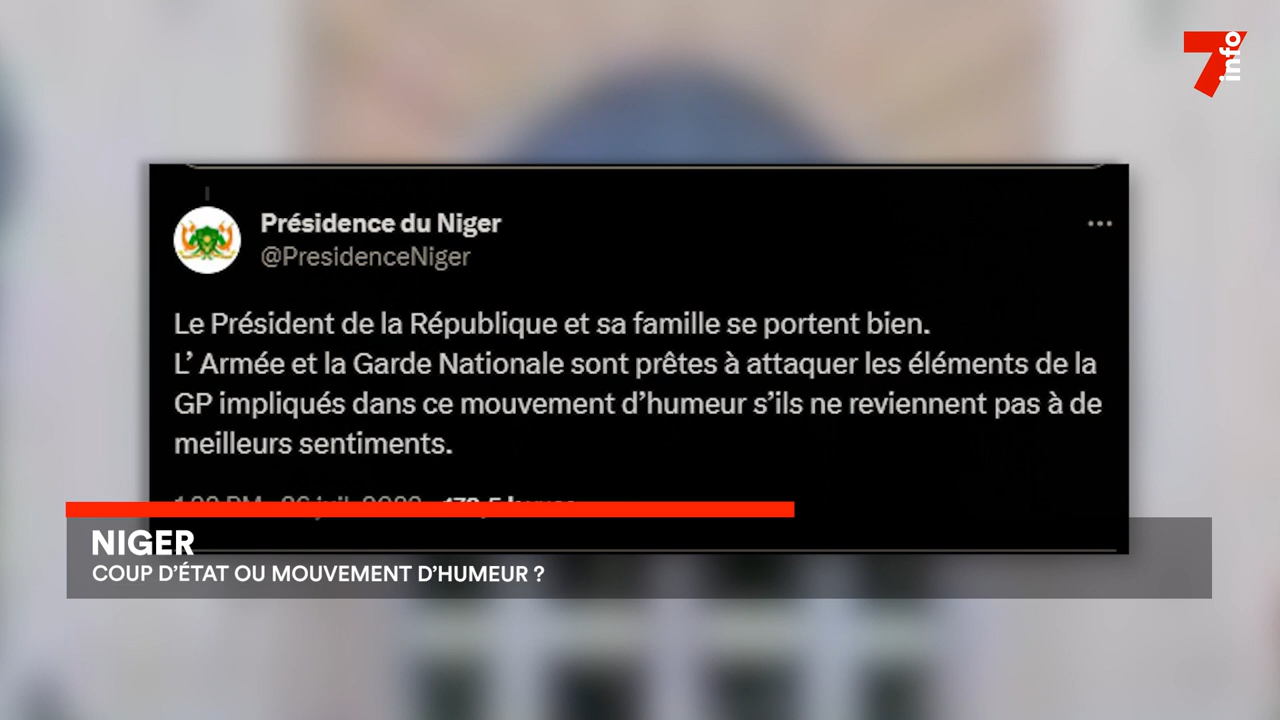 7info
Présidence du Niger
@PresidenceNiger
Le Président de la République et sa famille se portent bien.
L’ Armée et la Garde Nationale sont prêtes à attaquer les éléments de la
GP impliqués dans ce mouvement d’humeur s’ils ne reviennent pas à de
meilleurs sentiments.
NIGER
COUP D’ÉTAT OU MOUVEMENT D’HUMEUR ?